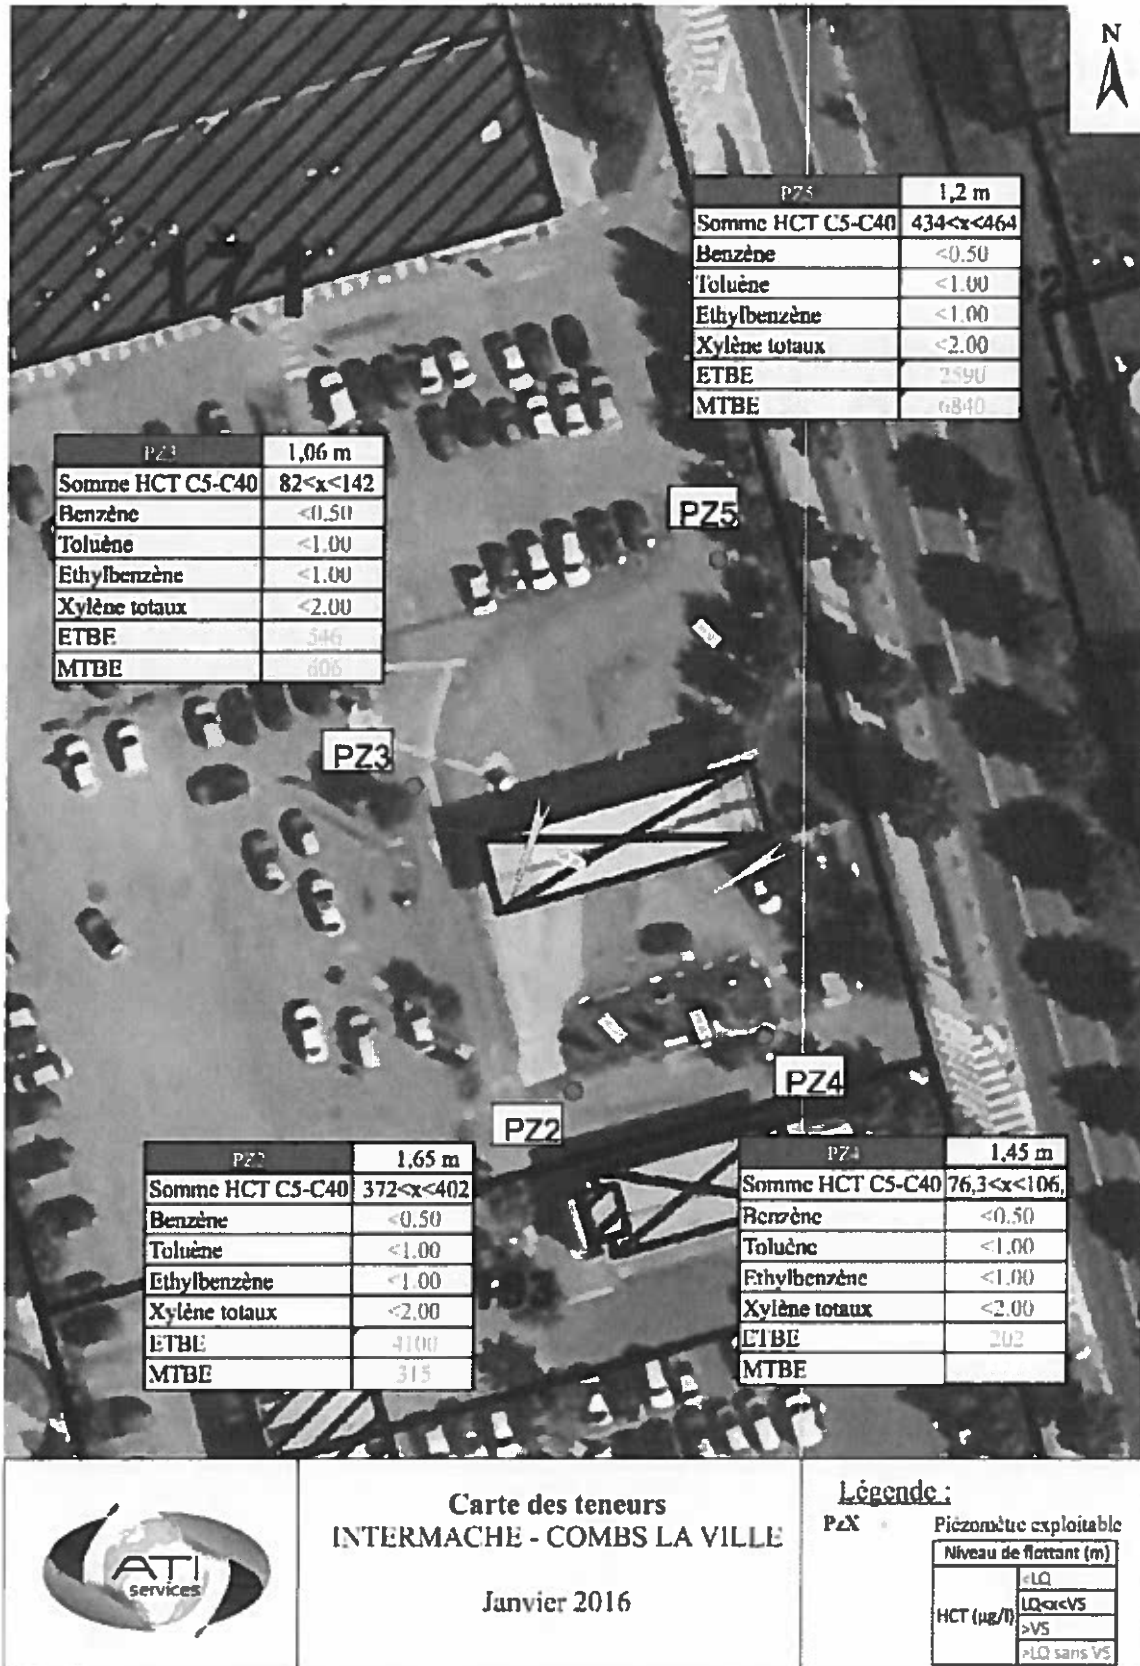 N
PZ5 1,2 m
Somme HCT C5-C40 434<x<464
Benzène <0.50
Toluène <1.00
Ethylbenzène <1.00
Xylène totaux <2.00
ETBE 2590
MTBE 6840
PZ3 1,06 m
Somme HCT C5-C40 82<x<142
Benzène <0.50
Toluène <1.00
Ethylbenzène <1.00
Xylène totaux <2.00
ETBE 546
MTBE 606
PZ5
PZ3
PZ4
PZ2
PZ2 1,65 m
Somme HCT C5-C40 372<x<402
Benzène <0.50
Toluène <1.00
Ethylbenzène <1.00
Xylène totaux <2.00
ETBE 4100
MTBE 315
PZ4 1,45 m
Somme HCT C5-C40 76,3<x<106,
Benzène <0.50
Toluène <1.00
Ethylbenzène <1.00
Xylène totaux <2.00
ETBE 202
MTBE
ATI
services
Carte des teneurs
INTERMACHE - COMBS LA VILLE
Janvier 2016
Légende :
PzX Piézomètre exploitable
Niveau de flottant (m)
HCT (µg/l)
<LQ
LQ<x<VS
>VS
>LQ sans VS